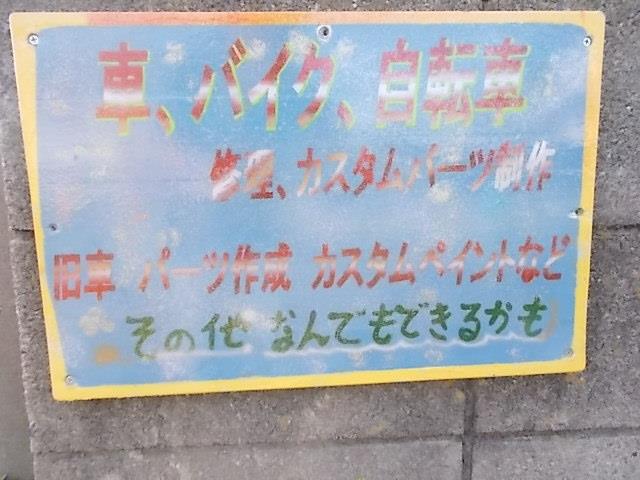 車、バイク、自転車
修理、カスタムパーツ制作
旧車 パーツ作成 カスタムペイントなど
その他 なんでもできるかも